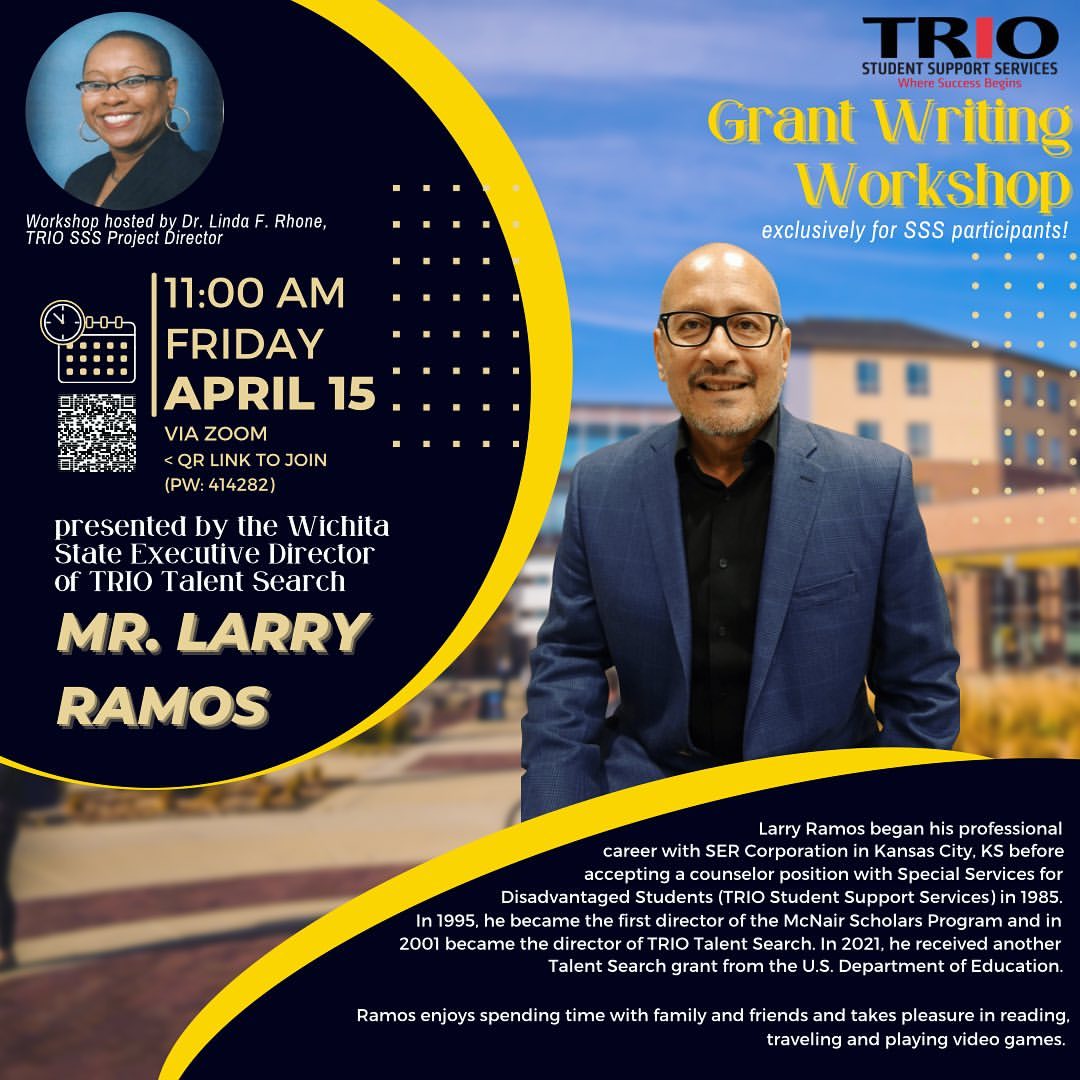 TRIO
STUDENT SUPPORT SERVICES
Where Success Begins
Grant Writing
Workshop
exclusively for SSS participants!
Workshop hosted by Dr. Linda F. Rhone,
TRIO SSS Project Director
11:00 AM
FRIDAY
APRIL 15
VIA ZOOM
< QR LINK TO JOIN
(PW: 414282)
presented by the Wichita
State Executive Director
of TRIO Talent Search
MR. LARRY
RAMOS
Larry Ramos began his professional
career with SER Corporation in Kansas City, KS before
accepting a counselor position with Special Services for
Disadvantaged Students (TRIO Student Support Services) in 1985.
In 1995, he became the first director of the McNair Scholars Program and in
2001 became the director of TRIO Talent Search. In 2021, he received another
Talent Search grant from the U.S. Department of Education.
Ramos enjoys spending time with family and friends and takes pleasure in reading,
traveling and playing video games.